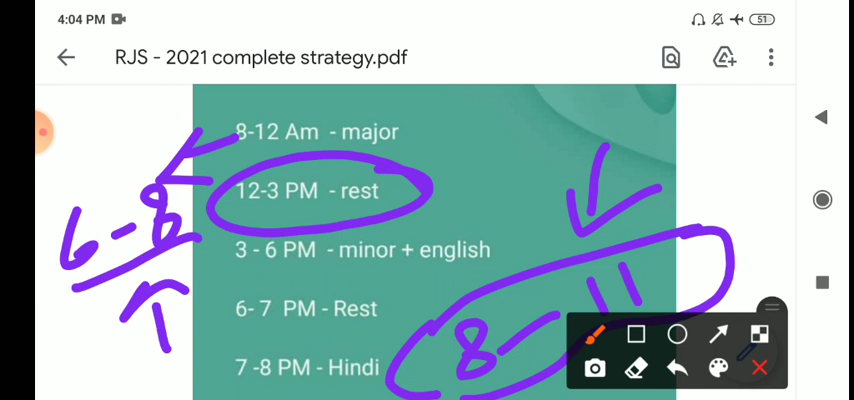 4:04 PM 51
RJS - 2021 complete strategy.pdf
8-12 Am - major
12-3 PM - rest
6-8
3 - 6 PM - minor + english
11
6- 7 PM - Rest
8-
7 -8 PM - Hindi